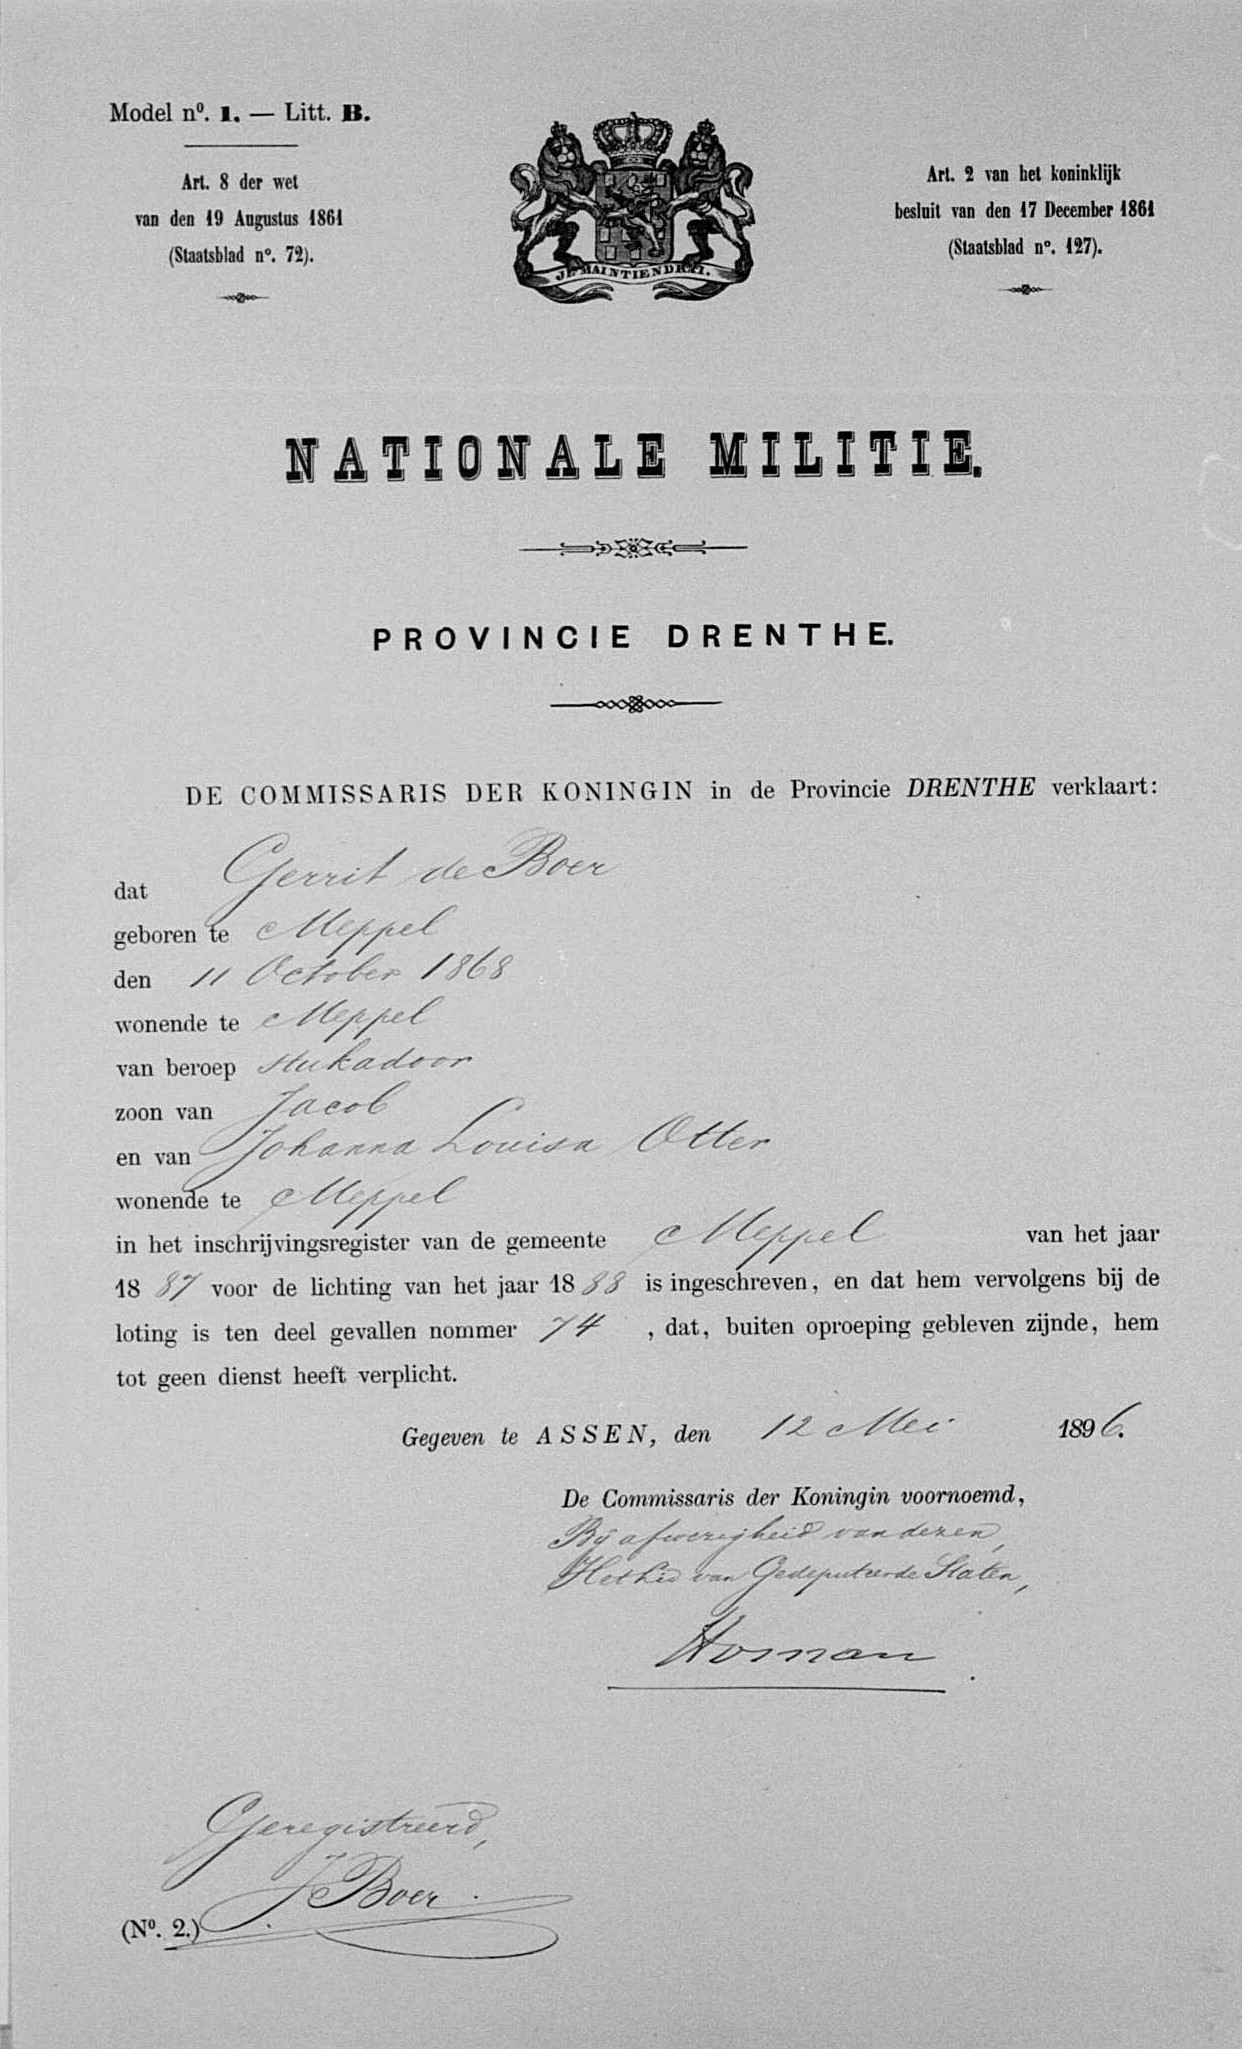 Model nº. 1. — Litt. B.
Art. 8 der wet
van den 19 Augustus 1861
(Staatsblad nº. 72).
JE MAINTIENDRAI.
Art. 2 van het koninklijk
besluit van den 17 December 1861
(Staatsblad nº. 127).
NATIONALE MILITIE.
PROVINCIE DRENTHE.
DE COMMISSARIS DER KONINGIN in de Provincie DRENTHE verklaart:
dat Gerrit de Boer
geboren te Meppel
den 11 October 1868
wonende te Meppel
van beroep stukadoor
zoon van Jacob
en van Johanna Louisa Otter
wonende te Meppel
in het inschrijvingsregister van de gemeente Meppel van het jaar
1887 voor de lichting van het jaar 1888 is ingeschreven, en dat hem vervolgens bij de
loting is ten deel gevallen nommer 74 , dat, buiten oproeping gebleven zijnde, hem
tot geen dienst heeft verplicht.
Gegeven te ASSEN, den 12 Mei 1896.
De Commissaris der Koningin voornoemd,
Bij afwezigheid van dezen,
Het Lid van Gedeputeerde Staten,
Homan
Geregistreerd,
J Boer.
(Nº. 2.)